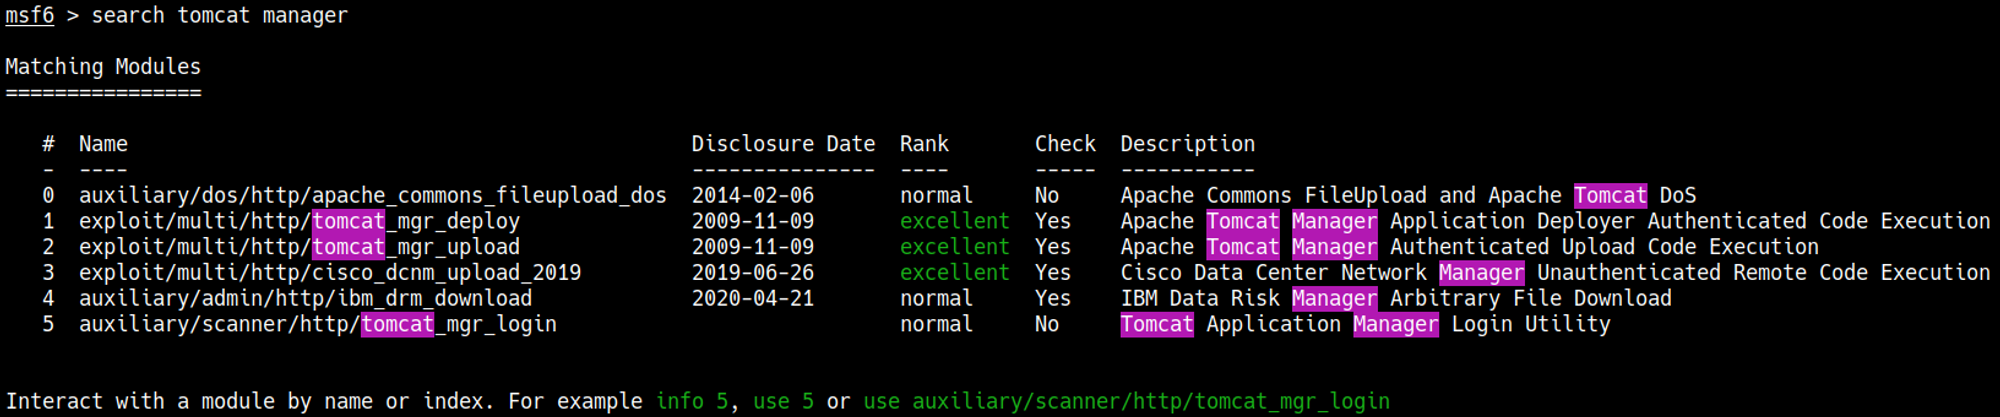 msf6 > search tomcat manager
Matching Modules
================
# Name Disclosure Date Rank Check Description
- ---- --------------- ---- ----- -----------
0 auxiliary/dos/http/apache_commons_fileupload_dos 2014-02-06 normal No Apache Commons FileUpload and Apache Tomcat DoS
1 exploit/multi/http/tomcat_mgr_deploy 2009-11-09 excellent Yes Apache Tomcat Manager Application Deployer Authenticated Code Execution
2 exploit/multi/http/tomcat_mgr_upload 2009-11-09 excellent Yes Apache Tomcat Manager Authenticated Upload Code Execution
3 exploit/multi/http/cisco_dcnm_upload_2019 2019-06-26 excellent Yes Cisco Data Center Network Manager Unauthenticated Remote Code Execution
4 auxiliary/admin/http/ibm_drm_download 2020-04-21 normal Yes IBM Data Risk Manager Arbitrary File Download
5 auxiliary/scanner/http/tomcat_mgr_login normal No Tomcat Application Manager Login Utility
Interact with a module by name or index. For example info 5, use 5 or use auxiliary/scanner/http/tomcat_mgr_login